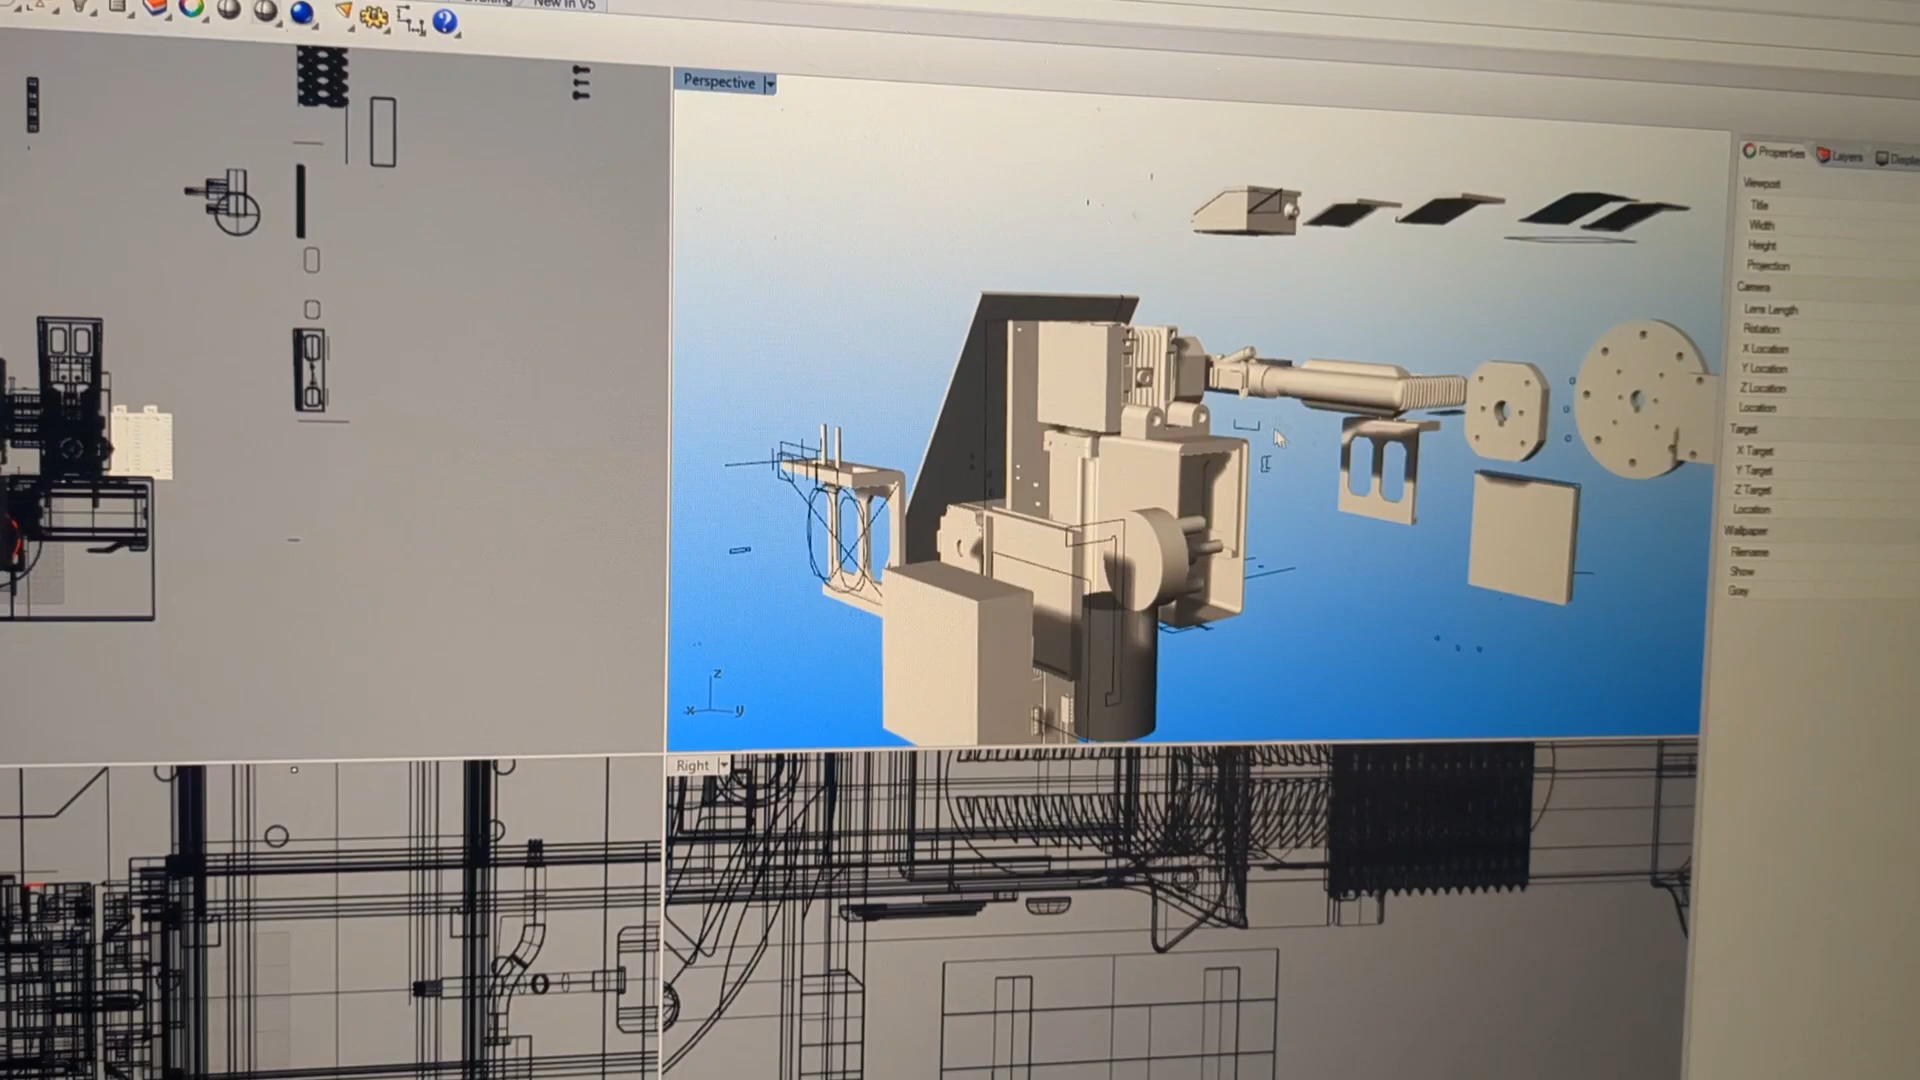 New in V5
Perspective
Properties
Layers
Viewport
Title
Width
Height
Projection
Camera
Lens Length
Rotation
X Location
Y Location
Z Location
Location
Target
X Target
Y Target
Z Target
Location
Wallpaper
Filename
Show
Gray
z
x
y
Right